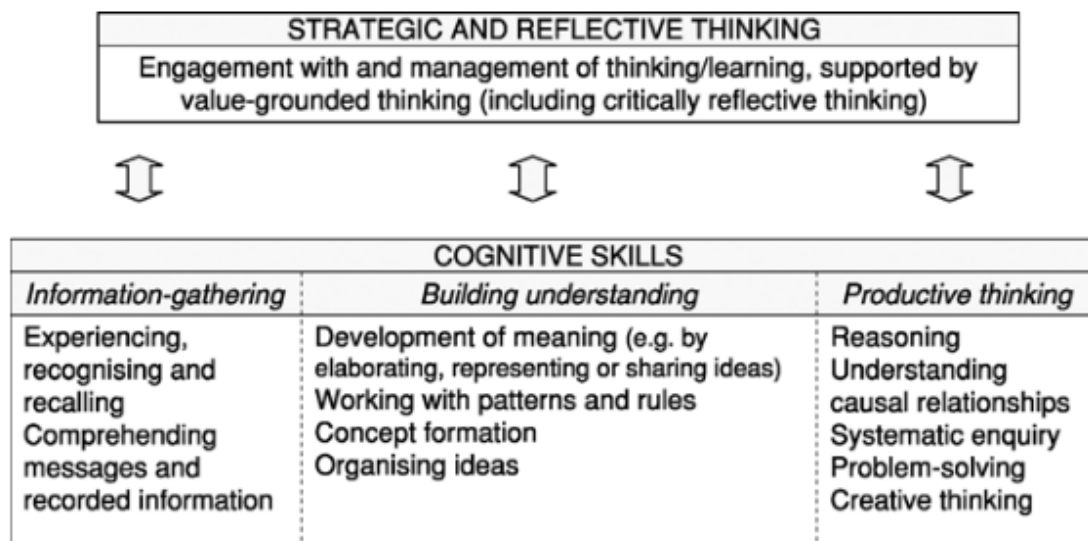 STRATEGIC AND REFLECTIVE THINKING
Engagement with and management of thinking/learning, supported by
value-grounded thinking (including critically reflective thinking)
COGNITIVE SKILLS
Information-gathering
Experiencing,
recognising and
recalling
Comprehending
messages and
recorded information
Building understanding
Development of meaning (e.g. by
elaborating, representing or sharing ideas)
Working with patterns and rules
Concept formation
Organising ideas
Productive thinking
Reasoning
Understanding
causal relationships
Systematic enquiry
Problem-solving
Creative thinking